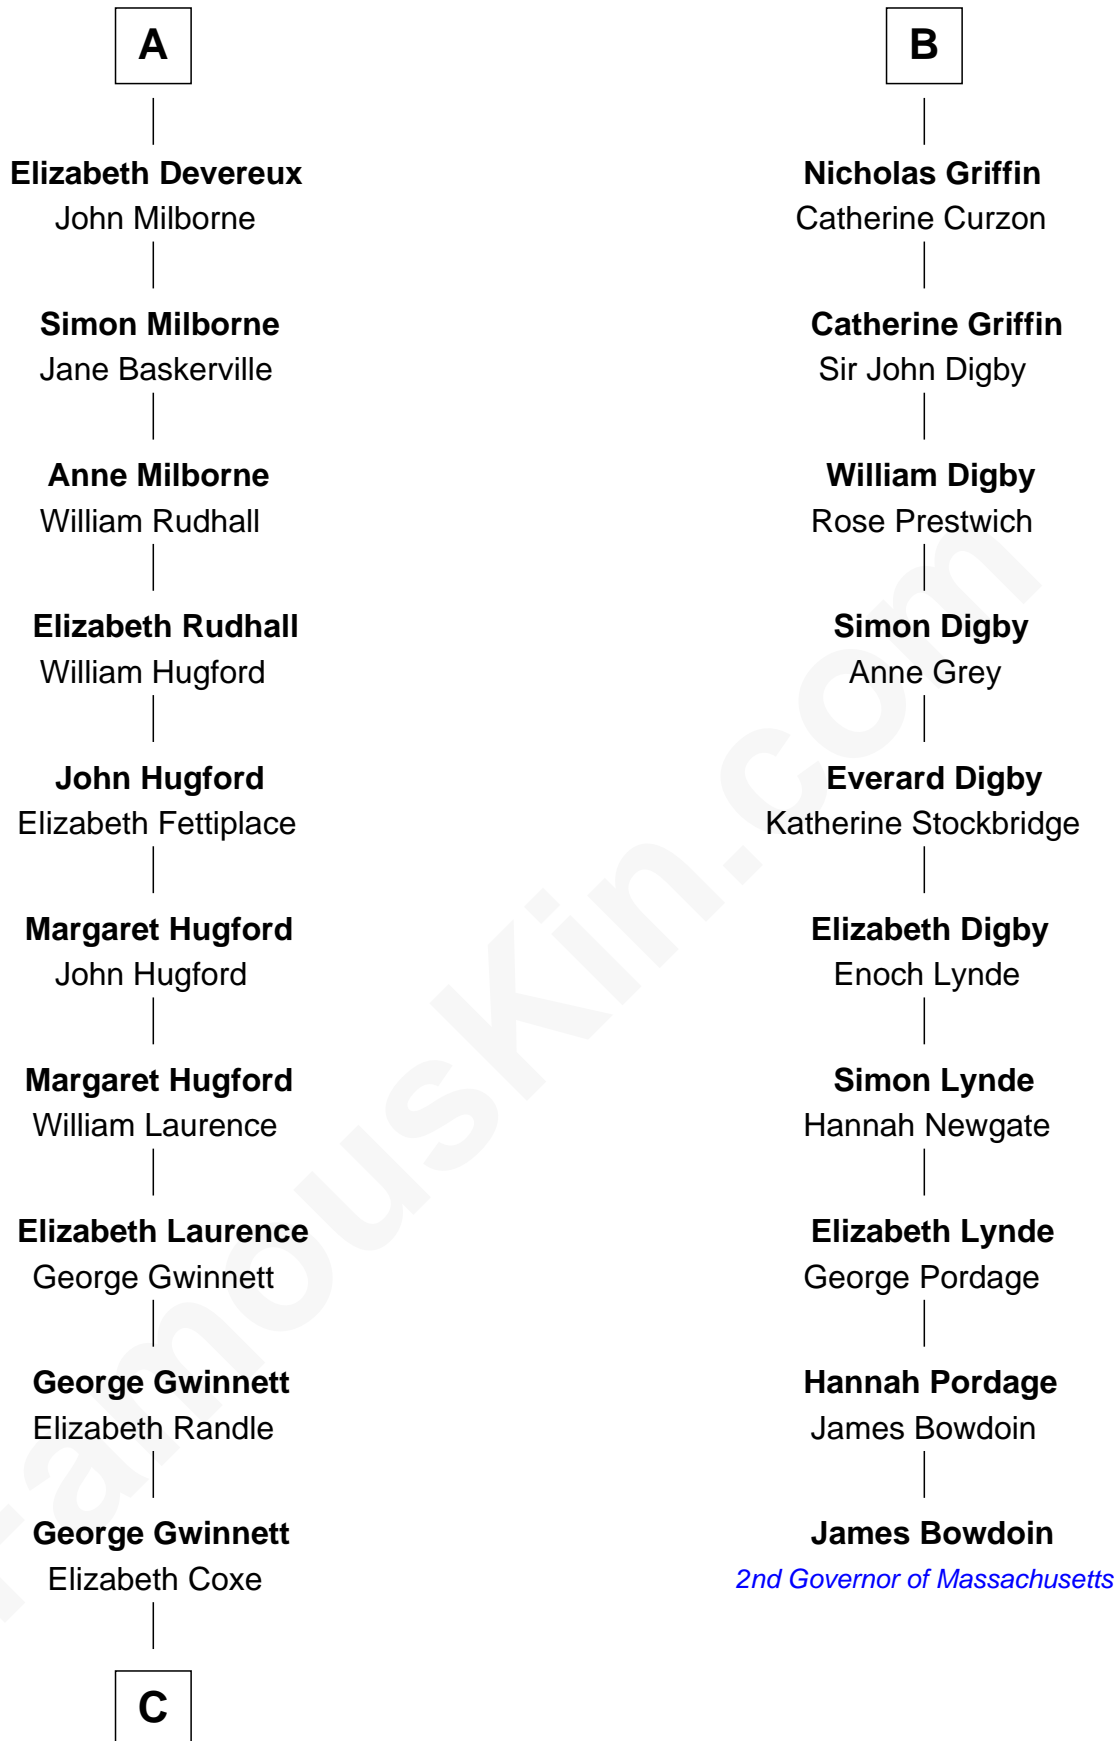 A
Elizabeth Devereux
John Milborne
Simon Milborne
Jane Baskerville
Anne Milborne
William Rudhall
Elizabeth Rudhall
William Hugford
John Hugford
Elizabeth Fettiplace
Margaret Hugford
John Hugford
Margaret Hugford
William Laurence
Elizabeth Laurence
George Gwinnett
George Gwinnett
Elizabeth Randle
George Gwinnett
Elizabeth Coxe
C
B
Nicholas Griffin
Catherine Curzon
Catherine Griffin
Sir John Digby
William Digby
Rose Prestwich
Simon Digby
Anne Grey
Everard Digby
Katherine Stockbridge
Elizabeth Digby
Enoch Lynde
Simon Lynde
Hannah Newgate
Elizabeth Lynde
George Pordage
Hannah Pordage
James Bowdoin
James Bowdoin
2nd Governor of Massachusetts
FamousKin.com